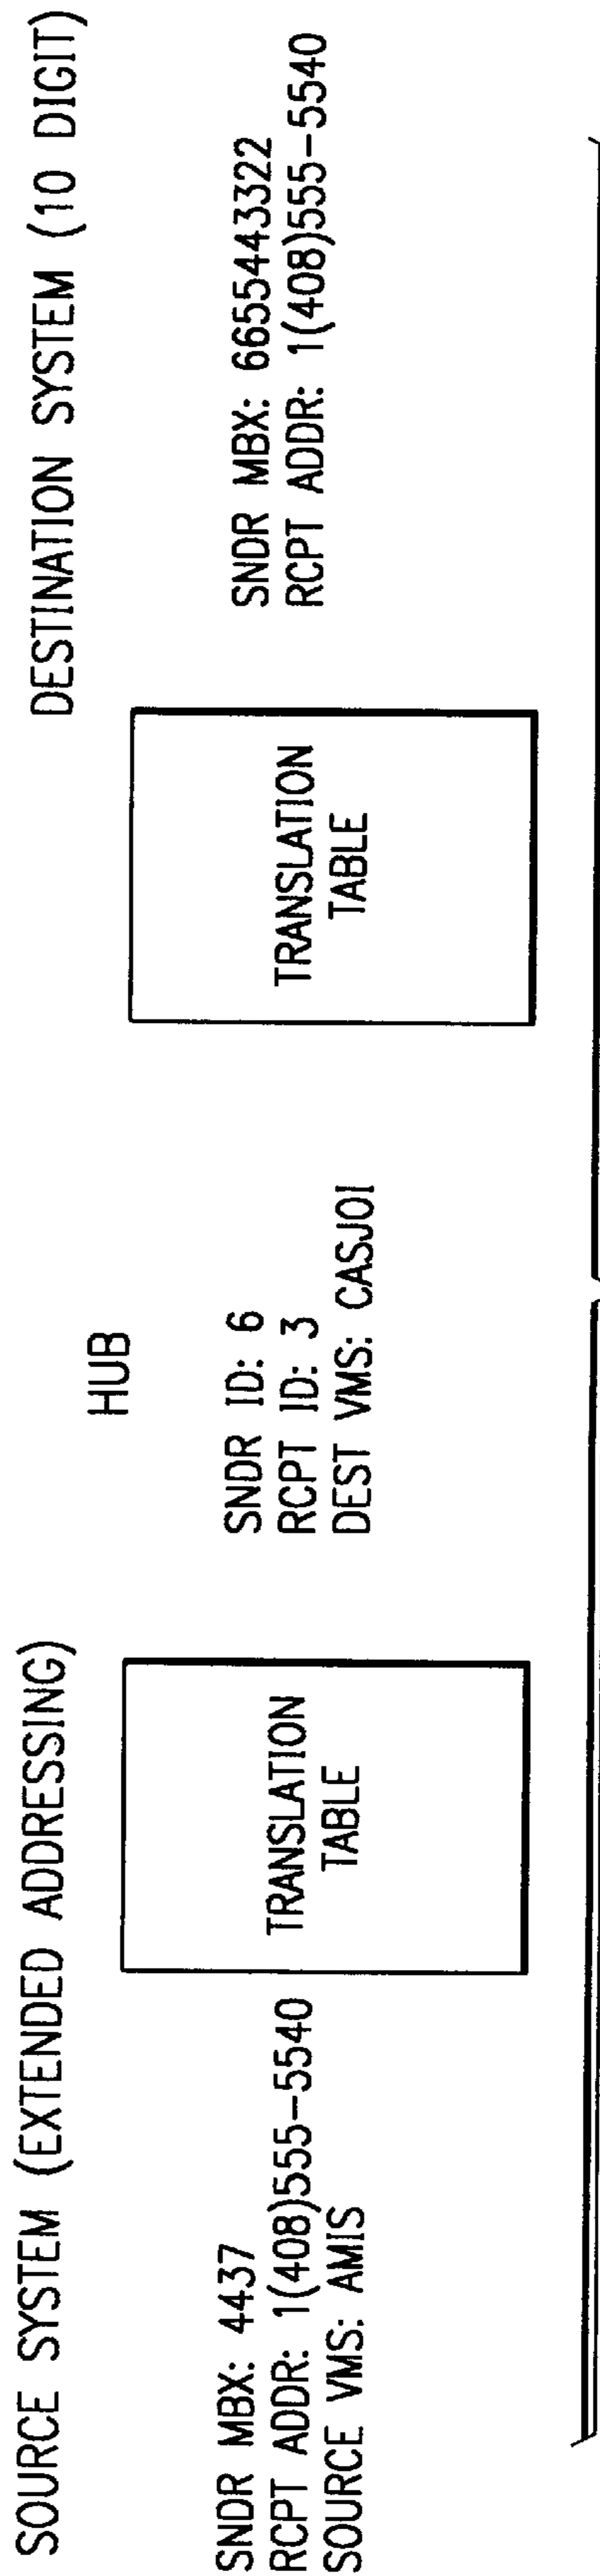 SOURCE SYSTEM (EXTENDED ADDRESSING)
SNDR MBX: 4437
RCPT ADDR: 1(408)555-5540
SOURCE VMS: AMIS
TRANSLATION
TABLE
HUB
SNDR ID: 6
RCPT ID: 3
DEST VMS: CASJOI
TRANSLATION
TABLE
DESTINATION SYSTEM (10 DIGIT)
SNDR MBX: 6655443322
RCPT ADDR: 1(408)555-5540